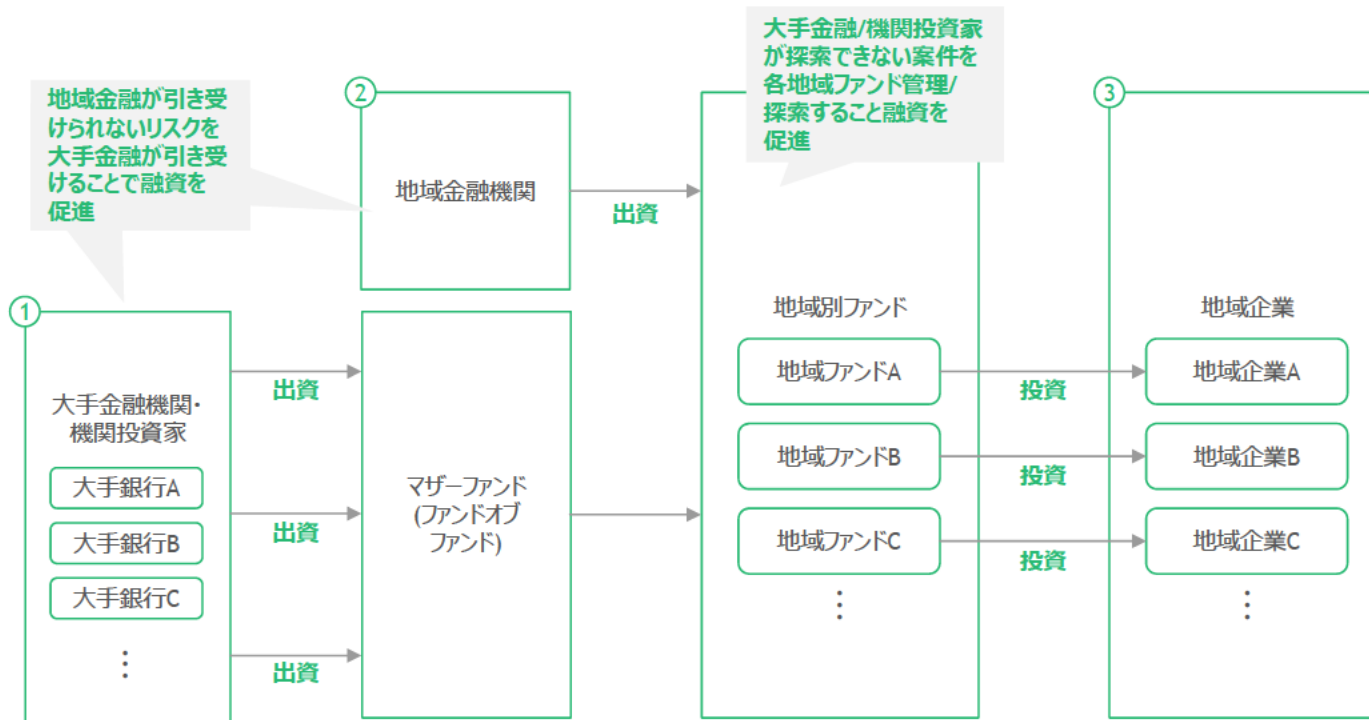 地域金融が引き受
けられないリスクを
大手金融が引き受
けることで融資を
促進
②
地域金融機関
出資
大手金融/機関投資家
が探索できない案件を
各地域ファンド管理/
探索すること融資を
促進
①
大手金融機関・
機関投資家
大手銀行A
大手銀行B
大手銀行C
⋮
出資
出資
出資
マザーファンド
(ファンドオブ
ファンド)
地域別ファンド
地域ファンドA
地域ファンドB
地域ファンドC
⋮
投資
投資
投資
③
地域企業
地域企業A
地域企業B
地域企業C
⋮